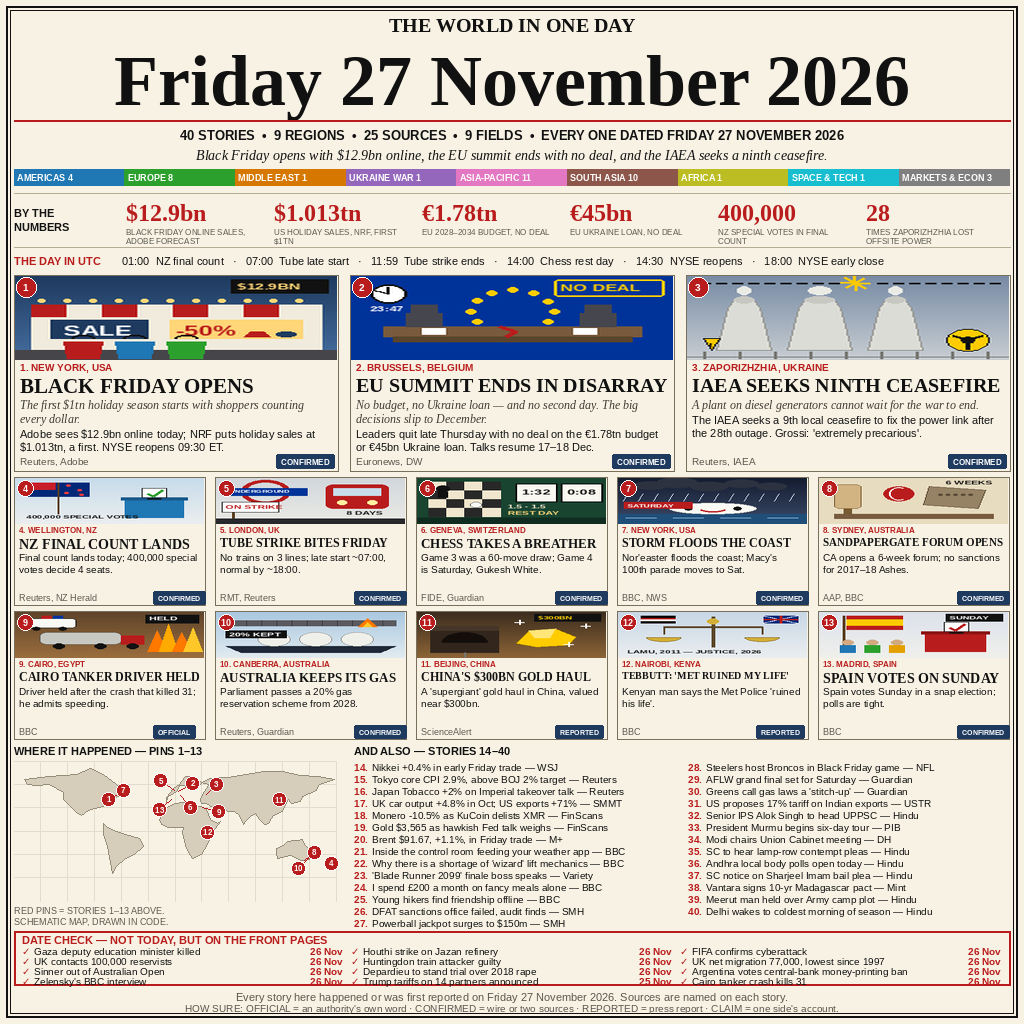 THE WORLD IN ONE DAY
Friday 27 November 2026
40 STORIES • 9 REGIONS • 25 SOURCES • 9 FIELDS • EVERY ONE DATED FRIDAY 27 NOVEMBER 2026
Black Friday opens with $12.9bn online, the EU summit ends with no deal, and the IAEA seeks a ninth ceasefire.
AMERICAS 4 EUROPE 8 MIDDLE EAST 1 UKRAINE WAR 1 ASIA-PACIFIC 11 SOUTH ASIA 10 AFRICA 1 SPACE & TECH 1 MARKETS & ECON 3
BY THE
NUMBERS
$12.9bn
BLACK FRIDAY ONLINE SALES,
ADOBE FORECAST
$1.013tn
US HOLIDAY SALES, NRF, FIRST
$1TN
€1.78tn
EU 2028–2034 BUDGET, NO DEAL
€45bn
EU UKRAINE LOAN, NO DEAL
400,000
NZ SPECIAL VOTES IN FINAL
COUNT
28
TIMES ZAPORIZHZHIA LOST
OFFSITE POWER
THE DAY IN UTC 01:00 NZ final count · 07:00 Tube late start · 11:59 Tube strike ends · 14:00 Chess rest day · 14:30 NYSE reopens · 18:00 NYSE early close
1
$12.9BN
SALE
-50%
1. NEW YORK, USA
BLACK FRIDAY OPENS
The first $1tn holiday season starts with shoppers counting
every dollar.
Adobe sees $12.9bn online today; NRF puts holiday sales at
$1.013tn, a first. NYSE reopens 09:30 ET.
Reuters, Adobe
CONFIRMED
2
23:47
NO DEAL
2. BRUSSELS, BELGIUM
EU SUMMIT ENDS IN DISARRAY
No budget, no Ukraine loan — and no second day. The big
decisions slip to December.
Leaders quit late Thursday with no deal on the €1.78tn budget
or €45bn Ukraine loan. Talks resume 17–18 Dec.
Euronews, DW
CONFIRMED
3
3. ZAPORIZHZHIA, UKRAINE
IAEA SEEKS NINTH CEASEFIRE
A plant on diesel generators cannot wait for the war to end.
The IAEA seeks a 9th local ceasefire to fix the power link after
the 28th outage. Grossi: 'extremely precarious'.
Reuters, IAEA
CONFIRMED
4
400,000 SPECIAL VOTES
4. WELLINGTON, NZ
NZ FINAL COUNT LANDS
Final count lands today; 400,000 special
votes decide 4 seats.
Reuters, NZ Herald
CONFIRMED
5
NDERGROUND
ON STRIKE
8 DAYS
5. LONDON, UK
TUBE STRIKE BITES FRIDAY
No trains on 3 lines; late start ~07:00,
normal by ~18:00.
RMT, Reuters
CONFIRMED
6
1:32 0:08
1.5 - 1.5
REST DAY
6. GENEVA, SWITZERLAND
CHESS TAKES A BREATHER
Game 3 was a 60-move draw; Game 4
is Saturday, Gukesh White.
FIDE, Guardian
CONFIRMED
7
SATURDAY
7. NEW YORK, USA
STORM FLOODS THE COAST
Nor'easter floods the coast; Macy's
100th parade moves to Sat.
BBC, NWS
CONFIRMED
8
6 WEEKS
8. SYDNEY, AUSTRALIA
SANDPAPERGATE FORUM OPENS
CA opens a 6-week forum; no sanctions
for 2017–18 Ashes.
AAP, BBC
CONFIRMED
9
HELD
9. CAIRO, EGYPT
CAIRO TANKER DRIVER HELD
Driver held after the crash that killed 31;
he admits speeding.
BBC
OFFICIAL
10
20% KEPT
10. CANBERRA, AUSTRALIA
AUSTRALIA KEEPS ITS GAS
Parliament passes a 20% gas
reservation scheme from 2028.
Reuters, Guardian
CONFIRMED
11
$300BN
11. BEIJING, CHINA
CHINA'S $300BN GOLD HAUL
A 'supergiant' gold haul in China, valued
near $300bn.
ScienceAlert
REPORTED
12
LAMU, 2011 — JUSTICE, 2026
12. NAIROBI, KENYA
TEBBUTT: 'MET RUINED MY LIFE'
Kenyan man says the Met Police 'ruined
his life'.
BBC
REPORTED
13
SUNDAY
13. MADRID, SPAIN
SPAIN VOTES ON SUNDAY
Spain votes Sunday in a snap election;
polls are tight.
BBC
CONFIRMED
WHERE IT HAPPENED — PINS 1–13
1 7 5 2 3 13 6 9 12 11 8 10 4
RED PINS = STORIES 1–13 ABOVE.
SCHEMATIC MAP, DRAWN IN CODE.
AND ALSO — STORIES 14–40
14. Nikkei +0.4% in early Friday trade — WSJ
15. Tokyo core CPI 2.9%, above BOJ 2% target — Reuters
16. Japan Tobacco +2% on Imperial takeover talk — Reuters
17. UK car output +4.8% in Oct; US exports +71% — SMMT
18. Monero -10.5% as KuCoin delists XMR — FinScans
19. Gold $3,565 as hawkish Fed talk weighs — FinScans
20. Brent $91.67, +1.1%, in Friday trade — M+
21. Inside the control room feeding your weather app — BBC
22. Why there is a shortage of 'wizard' lift mechanics — BBC
23. 'Blade Runner 2099' finale boss speaks — Variety
24. I spend £200 a month on fancy meals alone — BBC
25. Young hikers find friendship offline — BBC
26. DFAT sanctions office failed, audit finds — SMH
27. Powerball jackpot surges to $150m — SMH
28. Steelers host Broncos in Black Friday game — NFL
29. AFLW grand final set for Saturday — Guardian
30. Greens call gas laws a 'stitch-up' — Guardian
31. US proposes 17% tariff on Indian exports — USTR
32. Senior IPS Alok Singh to head UPPSC — Hindu
33. President Murmu begins six-day tour — PIB
34. Modi chairs Union Cabinet meeting — DH
35. SC to hear lamp-row contempt pleas — Hindu
36. Andhra local body polls open today — Hindu
37. SC notice on Sharjeel Imam bail plea — Hindu
38. Vantara signs 10-yr Madagascar pact — Mint
39. Meerut man held over Army camp plot — Hindu
40. Delhi wakes to coldest morning of season — Hindu
DATE CHECK — NOT TODAY, BUT ON THE FRONT PAGES
✓ Gaza deputy education minister killed 26 Nov ✓ Houthi strike on Jazan refinery 26 Nov ✓ FIFA confirms cyberattack 26 Nov
✓ UK contacts 100,000 reservists 26 Nov ✓ Huntingdon train attacker guilty 26 Nov ✓ UK net migration 77,000, lowest since 1997 26 Nov
✓ Sinner out of Australian Open 26 Nov ✓ Depardieu to stand trial over 2018 rape 26 Nov ✓ Argentina votes central-bank money-printing ban 26 Nov
✓ Zelensky's BBC interview 26 Nov ✓ Trump tariffs on 14 partners announced 25 Nov ✓ Cairo tanker crash kills 31 26 Nov
Every story here happened or was first reported on Friday 27 November 2026. Sources are named on each story.
HOW SURE: OFFICIAL = an authority's own word · CONFIRMED = wire or two sources · REPORTED = press report · CLAIM = one side's account.